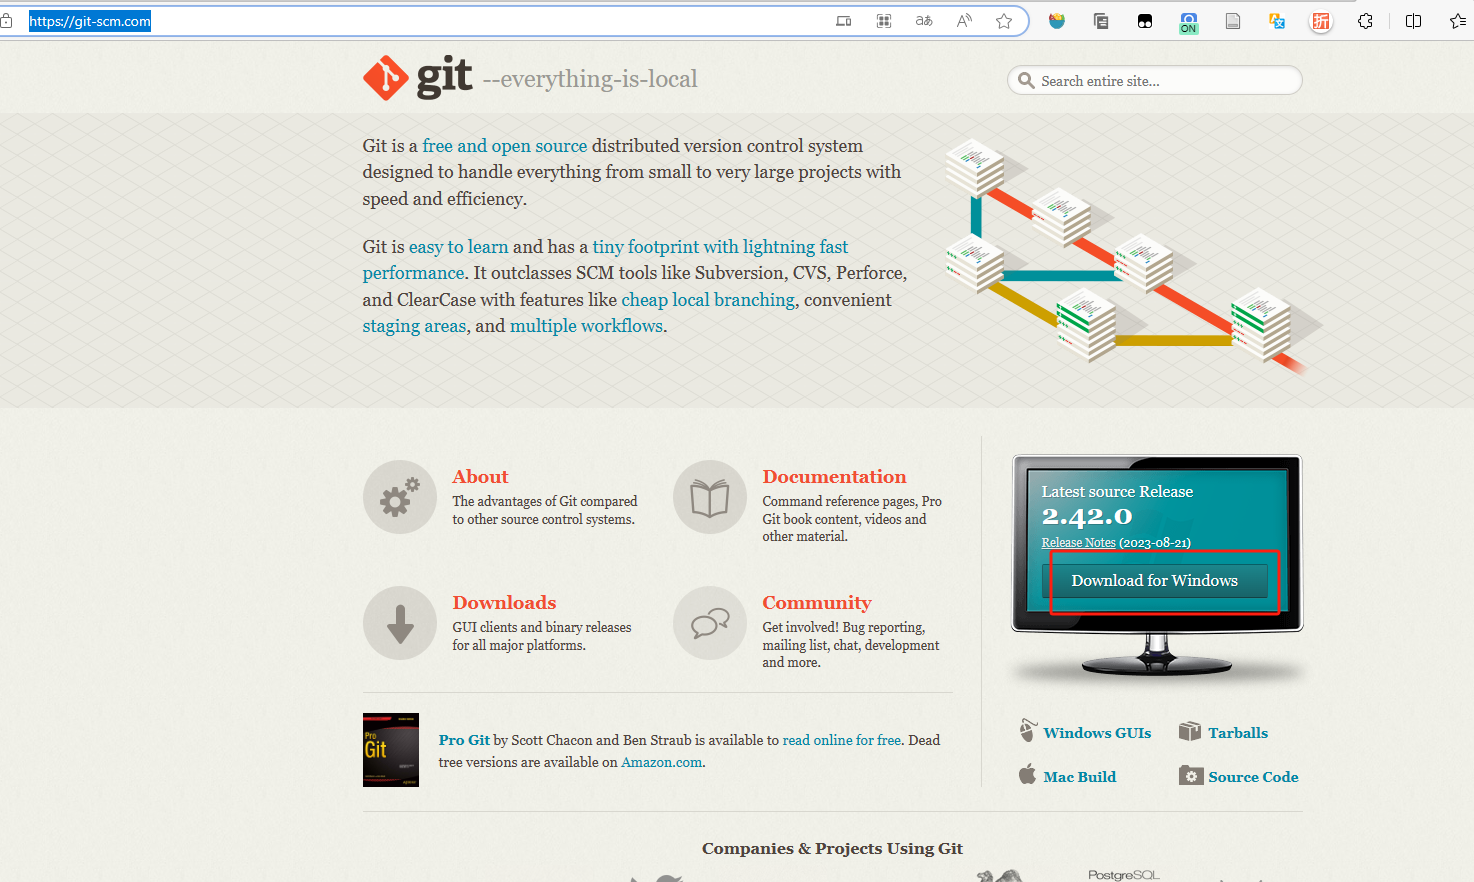 https://git-scm.com
aあ
A
ON
折
git --everything-is-local
Search entire site...
Git is a free and open source distributed version control system
designed to handle everything from small to very large projects with
speed and efficiency.
Git is easy to learn and has a tiny footprint with lightning fast
performance. It outclasses SCM tools like Subversion, CVS, Perforce,
and ClearCase with features like cheap local branching, convenient
staging areas, and multiple workflows.
About
The advantages of Git compared
to other source control systems.
Documentation
Command reference pages, Pro
Git book content, videos and
other material.
Downloads
GUI clients and binary releases
for all major platforms.
Community
Get involved! Bug reporting,
mailing list, chat, development
and more.
Latest source Release
2.42.0
Release Notes (2023-08-21)
Download for Windows
Pro
Git
Pro Git by Scott Chacon and Ben Straub is available to read online for free. Dead
tree versions are available on Amazon.com.
Windows GUIs
Tarballs
Mac Build
Source Code
Companies & Projects Using Git
PostgreSQL